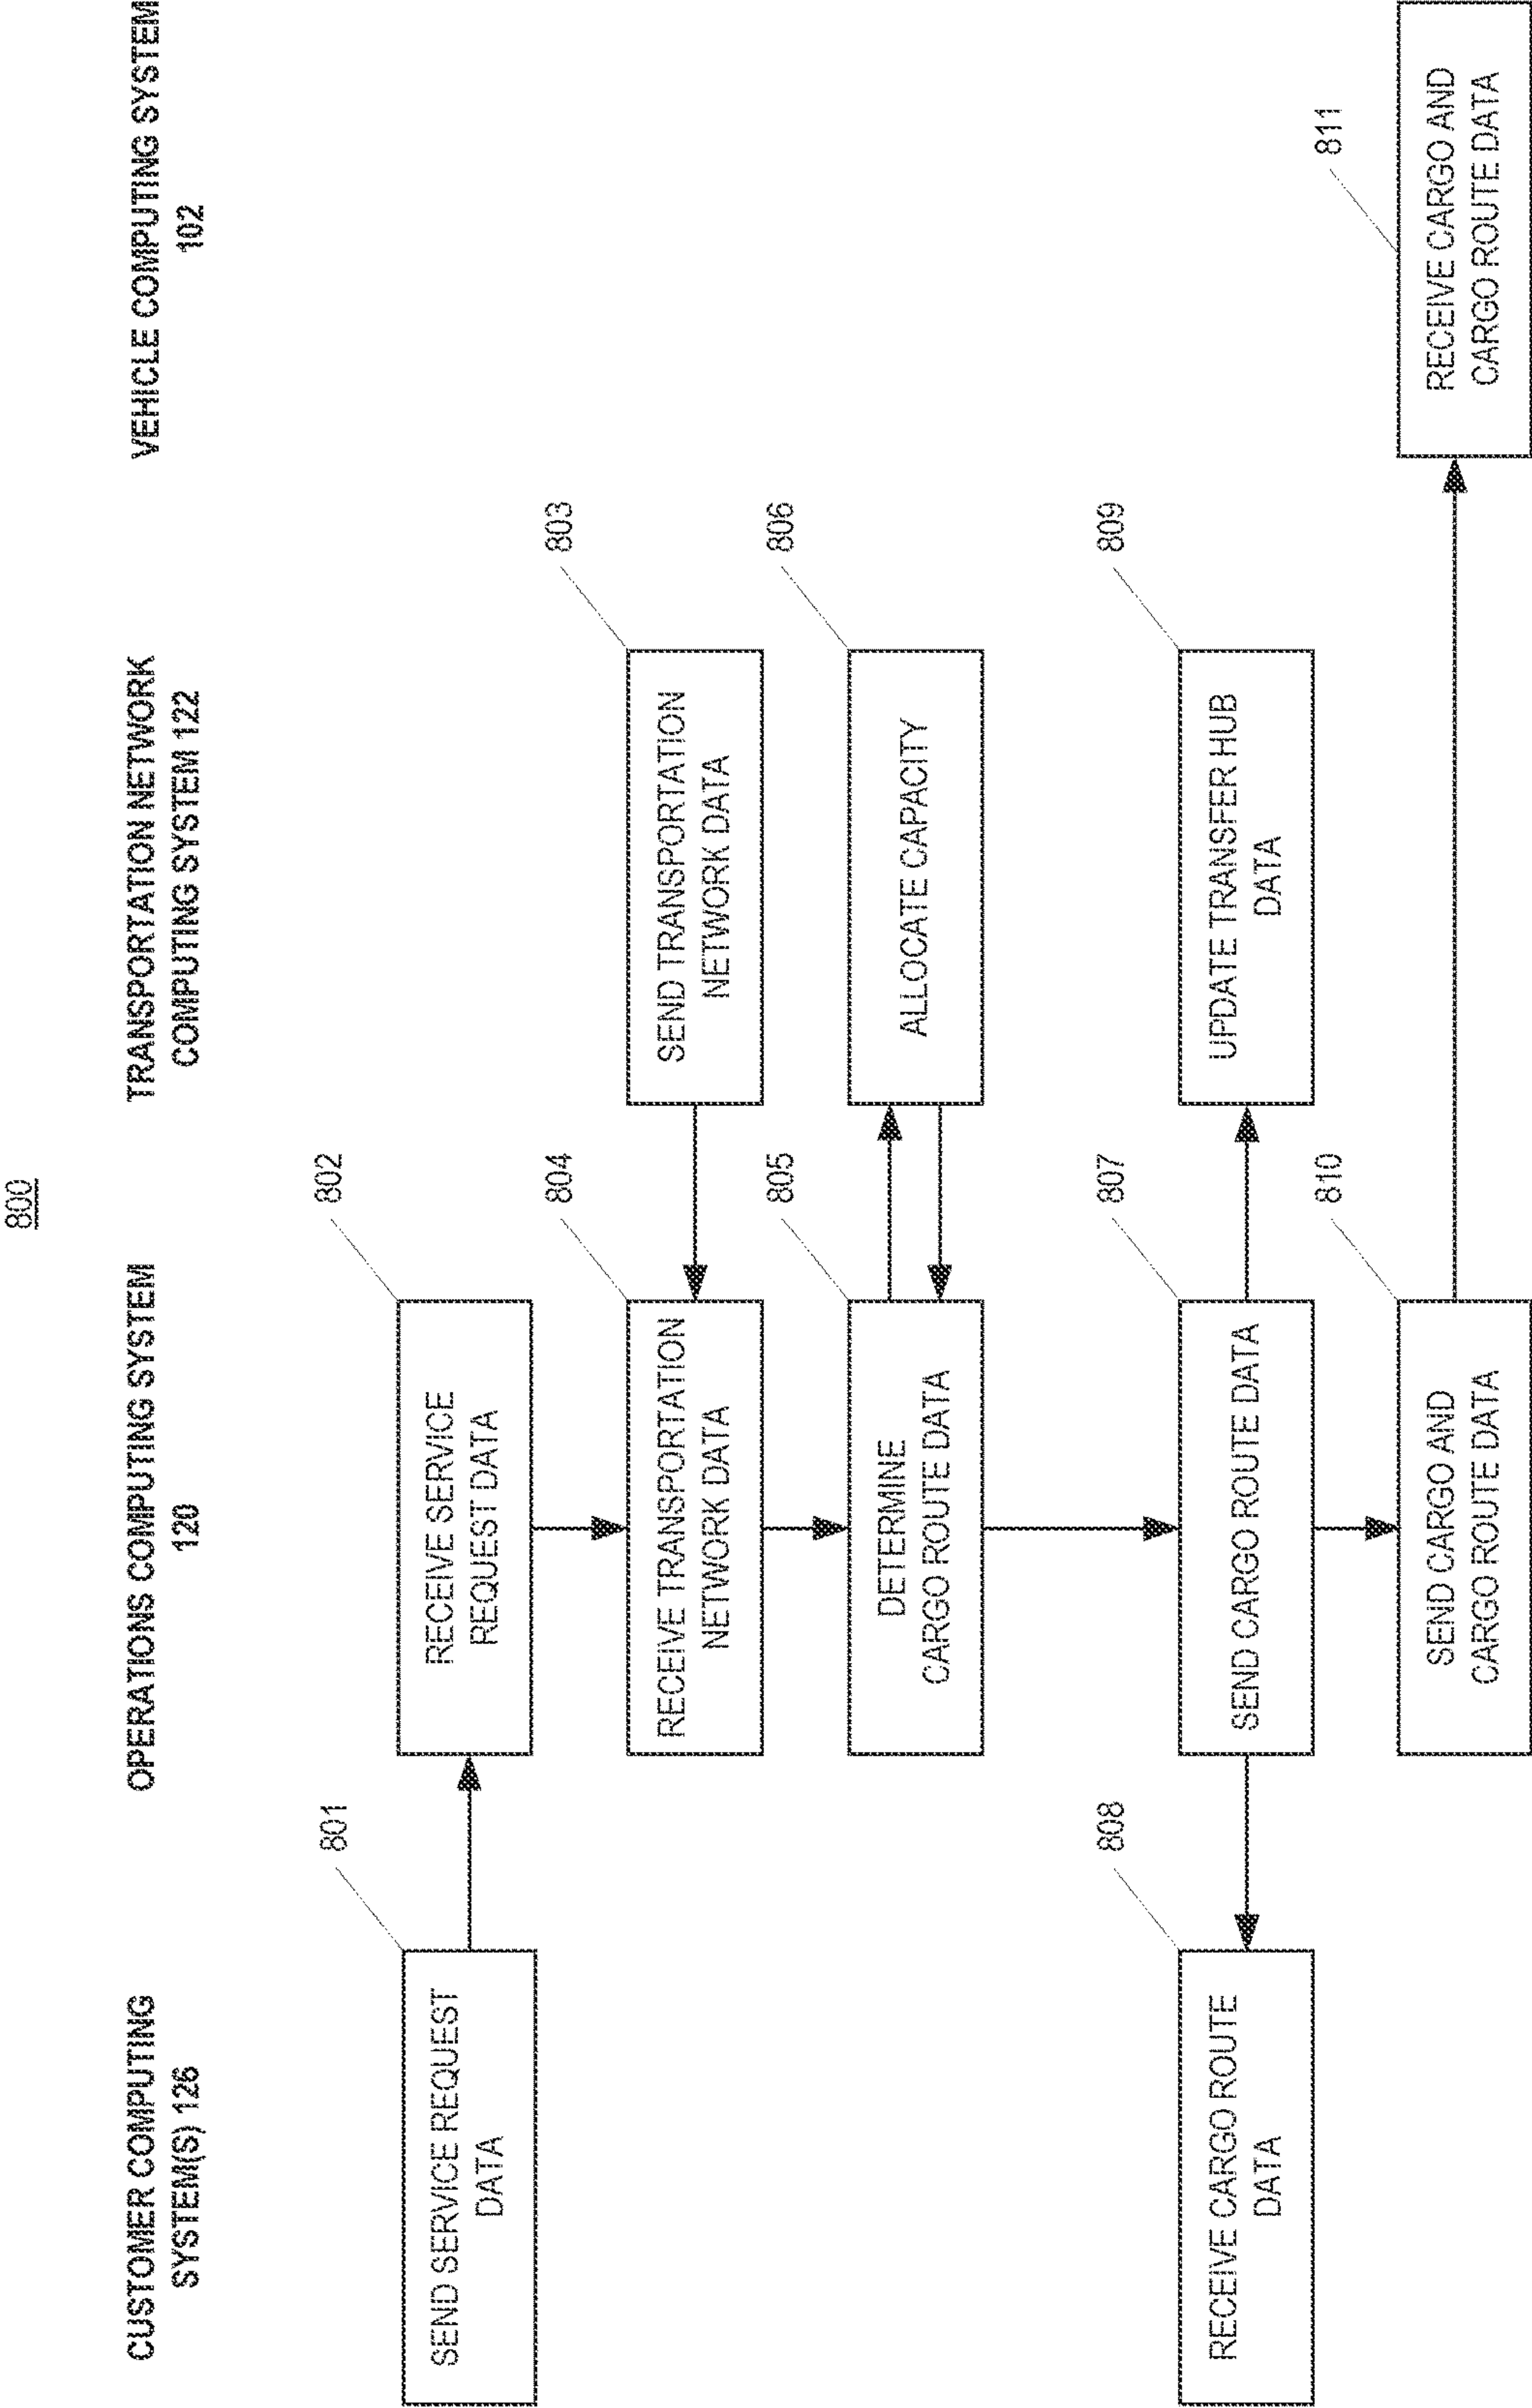 800
CUSTOMER COMPUTING
SYSTEM(S) 126
OPERATIONS COMPUTING SYSTEM
120
TRANSPORTATION NETWORK
COMPUTING SYSTEM 122
VEHICLE COMPUTING SYSTEM
102
801
SEND SERVICE REQUEST
DATA
802
RECEIVE SERVICE
REQUEST DATA
803
SEND TRANSPORTATION
NETWORK DATA
804
RECEIVE TRANSPORTATION
NETWORK DATA
805
DETERMINE
CARGO ROUTE DATA
806
ALLOCATE CAPACITY
807
SEND CARGO ROUTE DATA
808
RECEIVE CARGO ROUTE
DATA
809
UPDATE TRANSFER HUB
DATA
810
SEND CARGO AND
CARGO ROUTE DATA
811
RECEIVE CARGO AND
CARGO ROUTE DATA